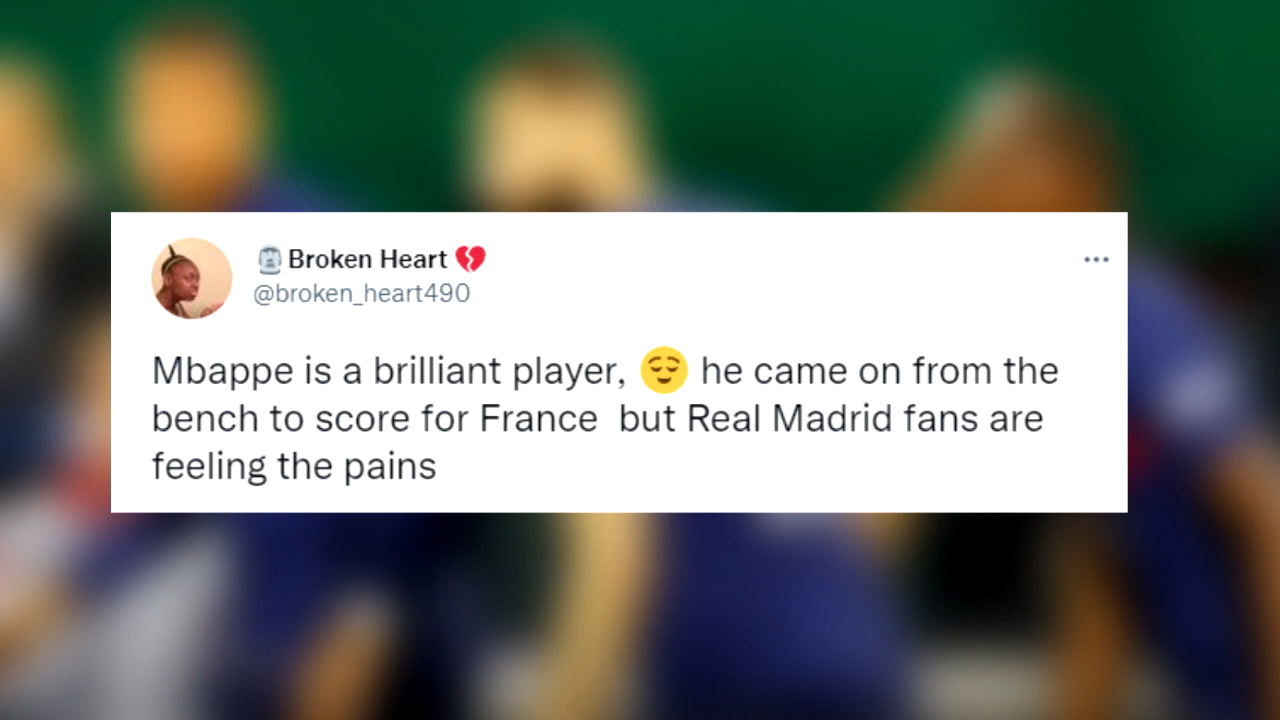 🪦Broken Heart 💔
@broken_heart490
Mbappe is a brilliant player, 😌 he came on from the
bench to score for France  but Real Madrid fans are
feeling the pains